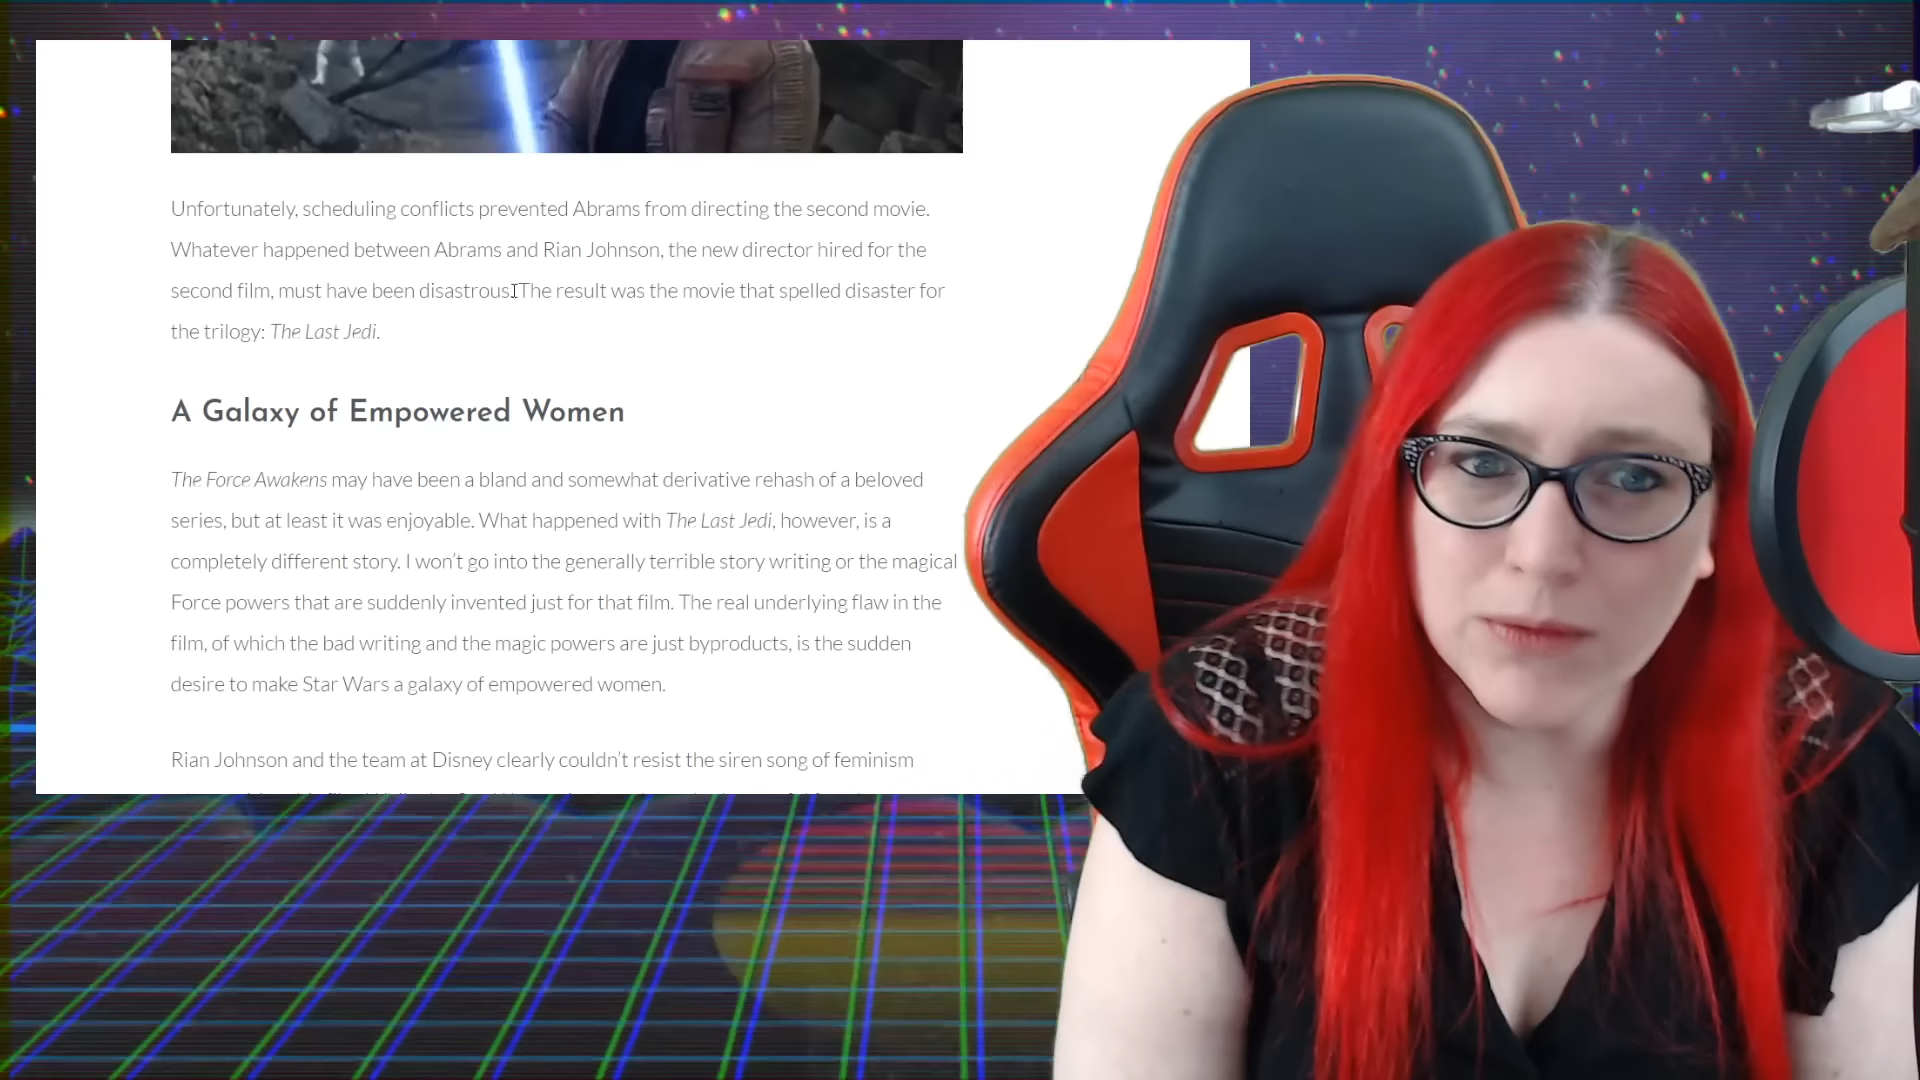 Unfortunately, scheduling conflicts prevented Abrams from directing the second movie.
Whatever happened between Abrams and Rian Johnson, the new director hired for the
second film, must have been disastrous. The result was the movie that spelled disaster for
the trilogy: The Last Jedi.
A Galaxy of Empowered Women
The Force Awakens may have been a bland and somewhat derivative rehash of a beloved
series, but at least it was enjoyable. What happened with The Last Jedi, however, is a
completely different story. I won’t go into the generally terrible story writing or the magical
Force powers that are suddenly invented just for that film. The real underlying flaw in the
film, of which the bad writing and the magic powers are just byproducts, is the sudden
desire to make Star Wars a galaxy of empowered women.
Rian Johnson and the team at Disney clearly couldn’t resist the siren song of feminism